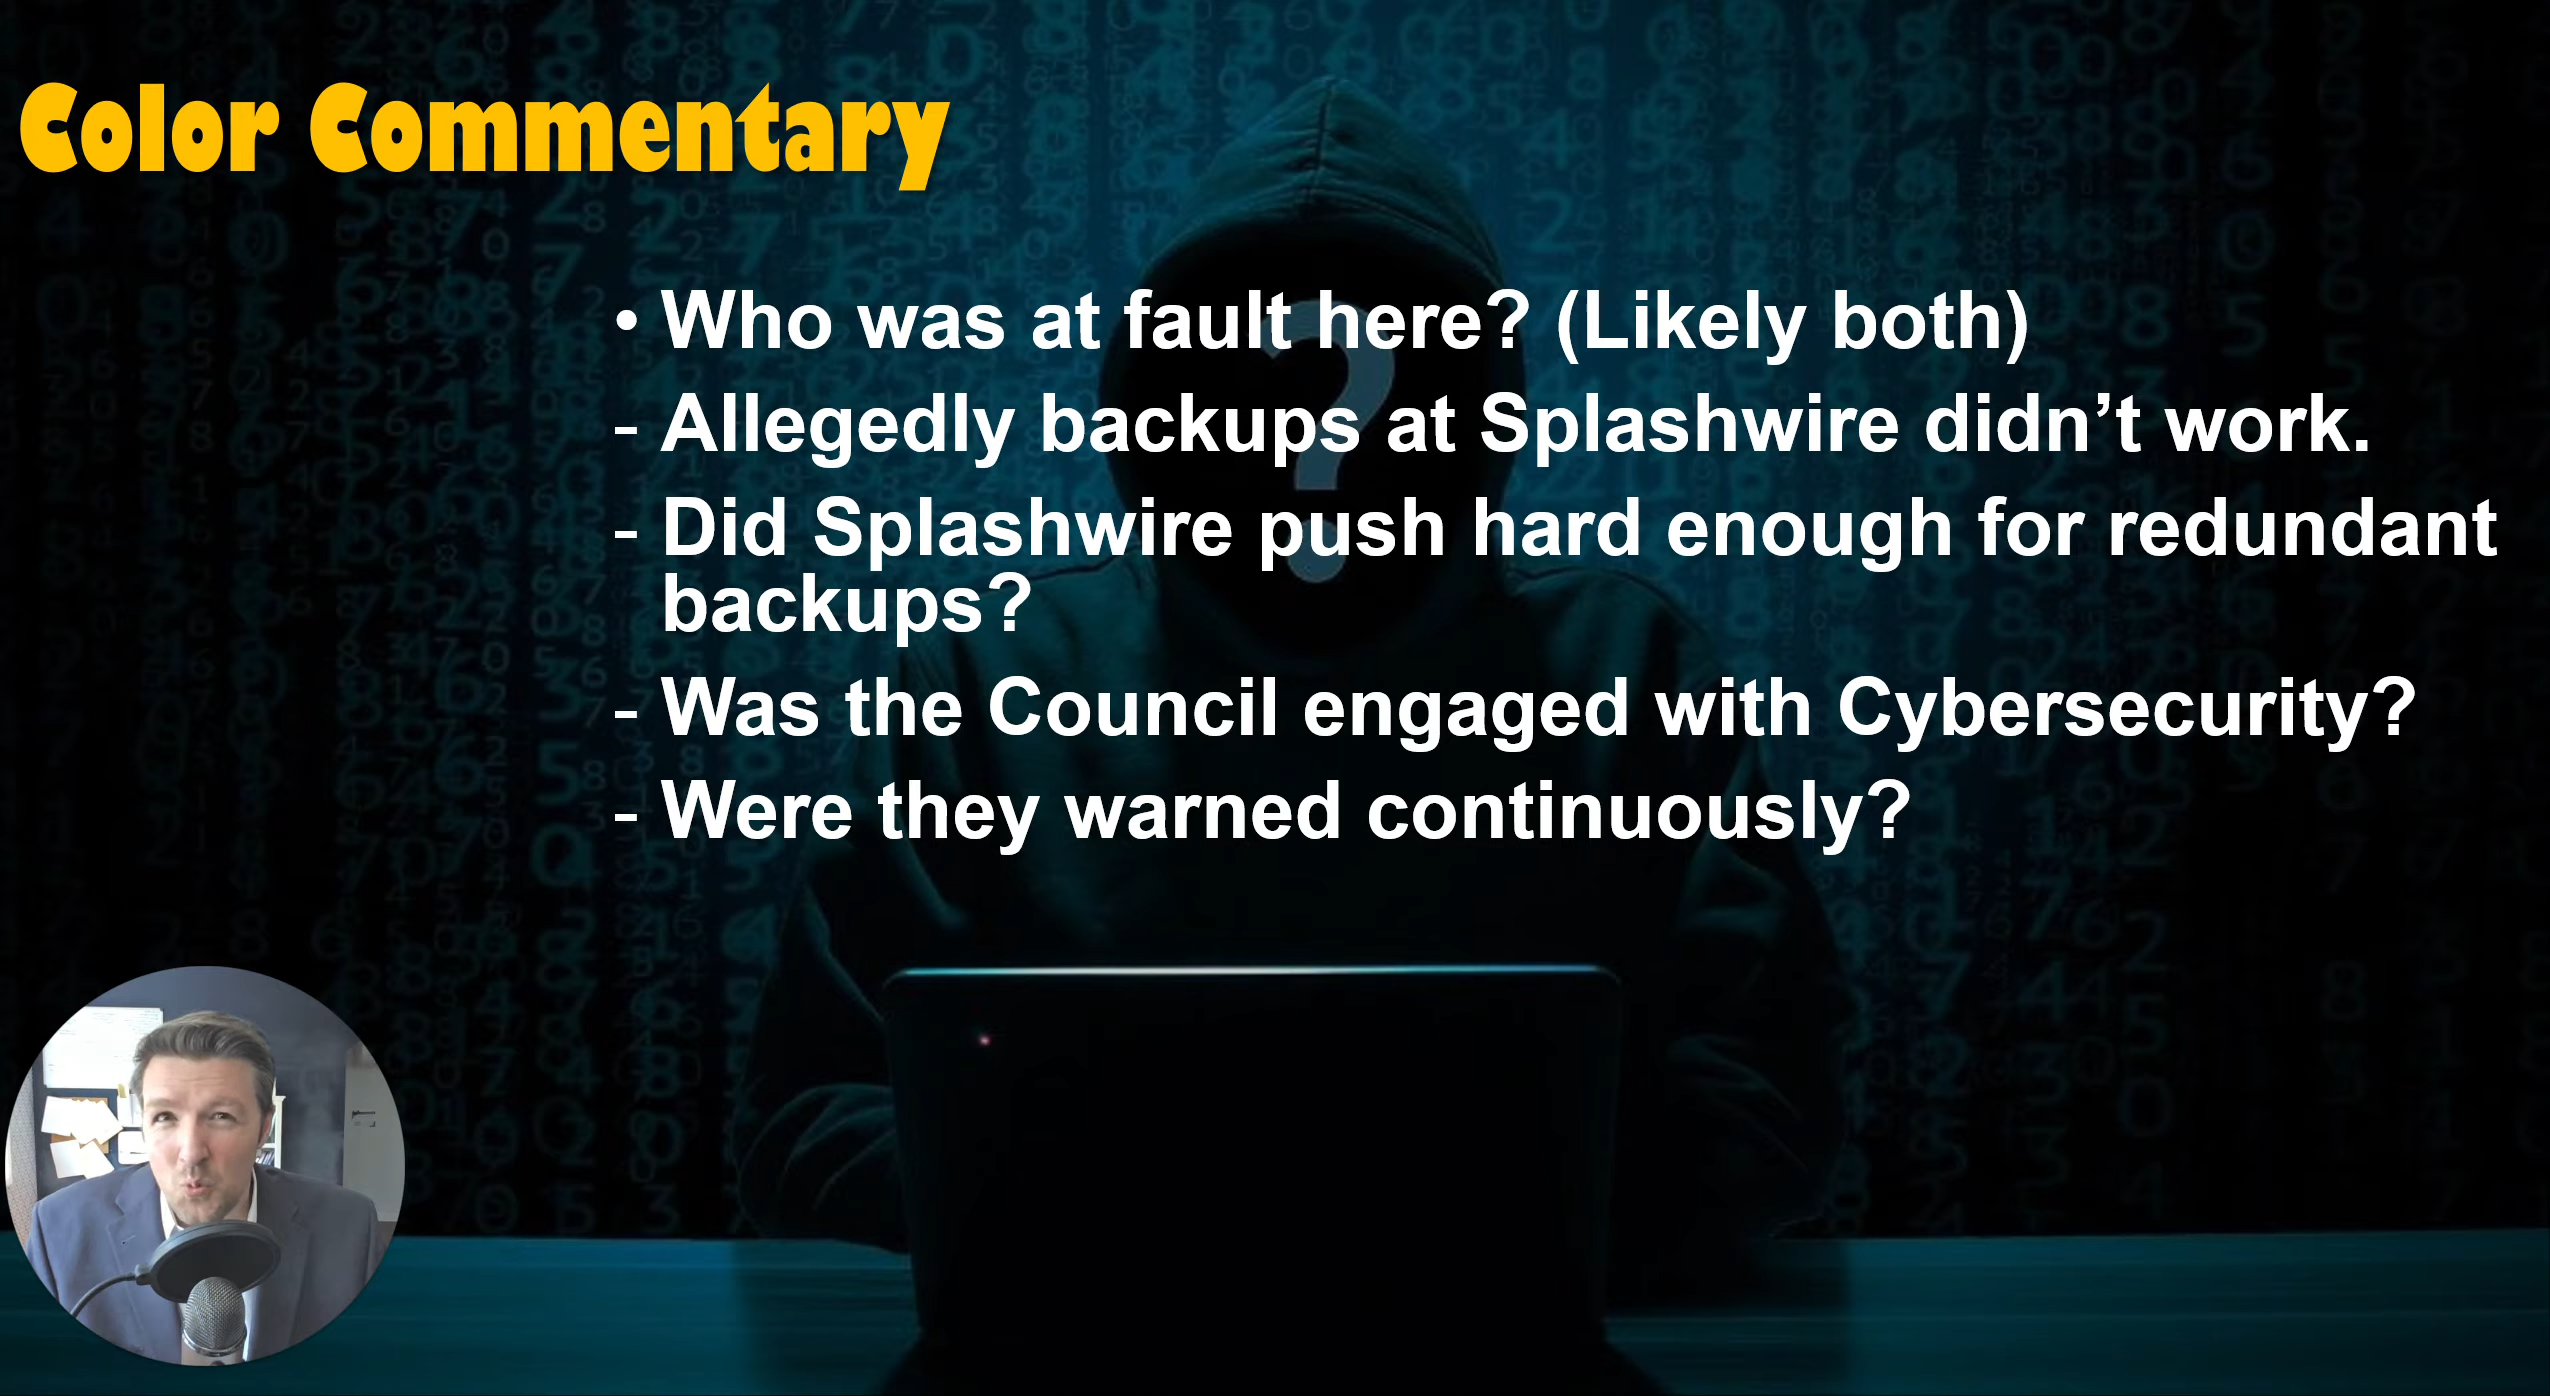 Color Commentary
• Who was at fault here? (Likely both)
- Allegedly backups at Splashwire didn’t work.
- Did Splashwire push hard enough for redundant
backups?
- Was the Council engaged with Cybersecurity?
- Were they warned continuously?